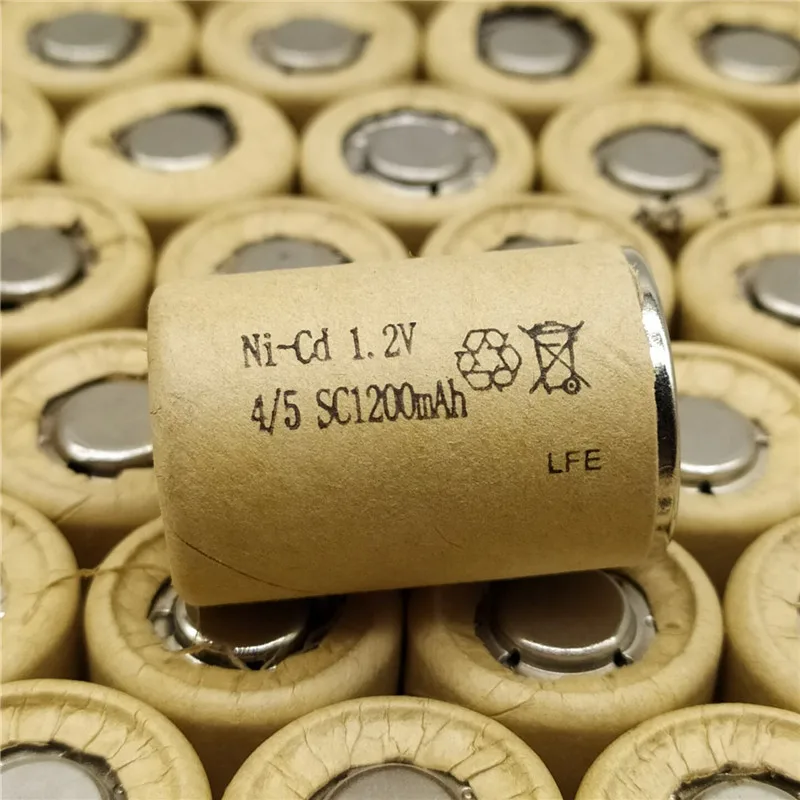 Ni-Cd 1.2V
4/5 SC1200mAh
LFE